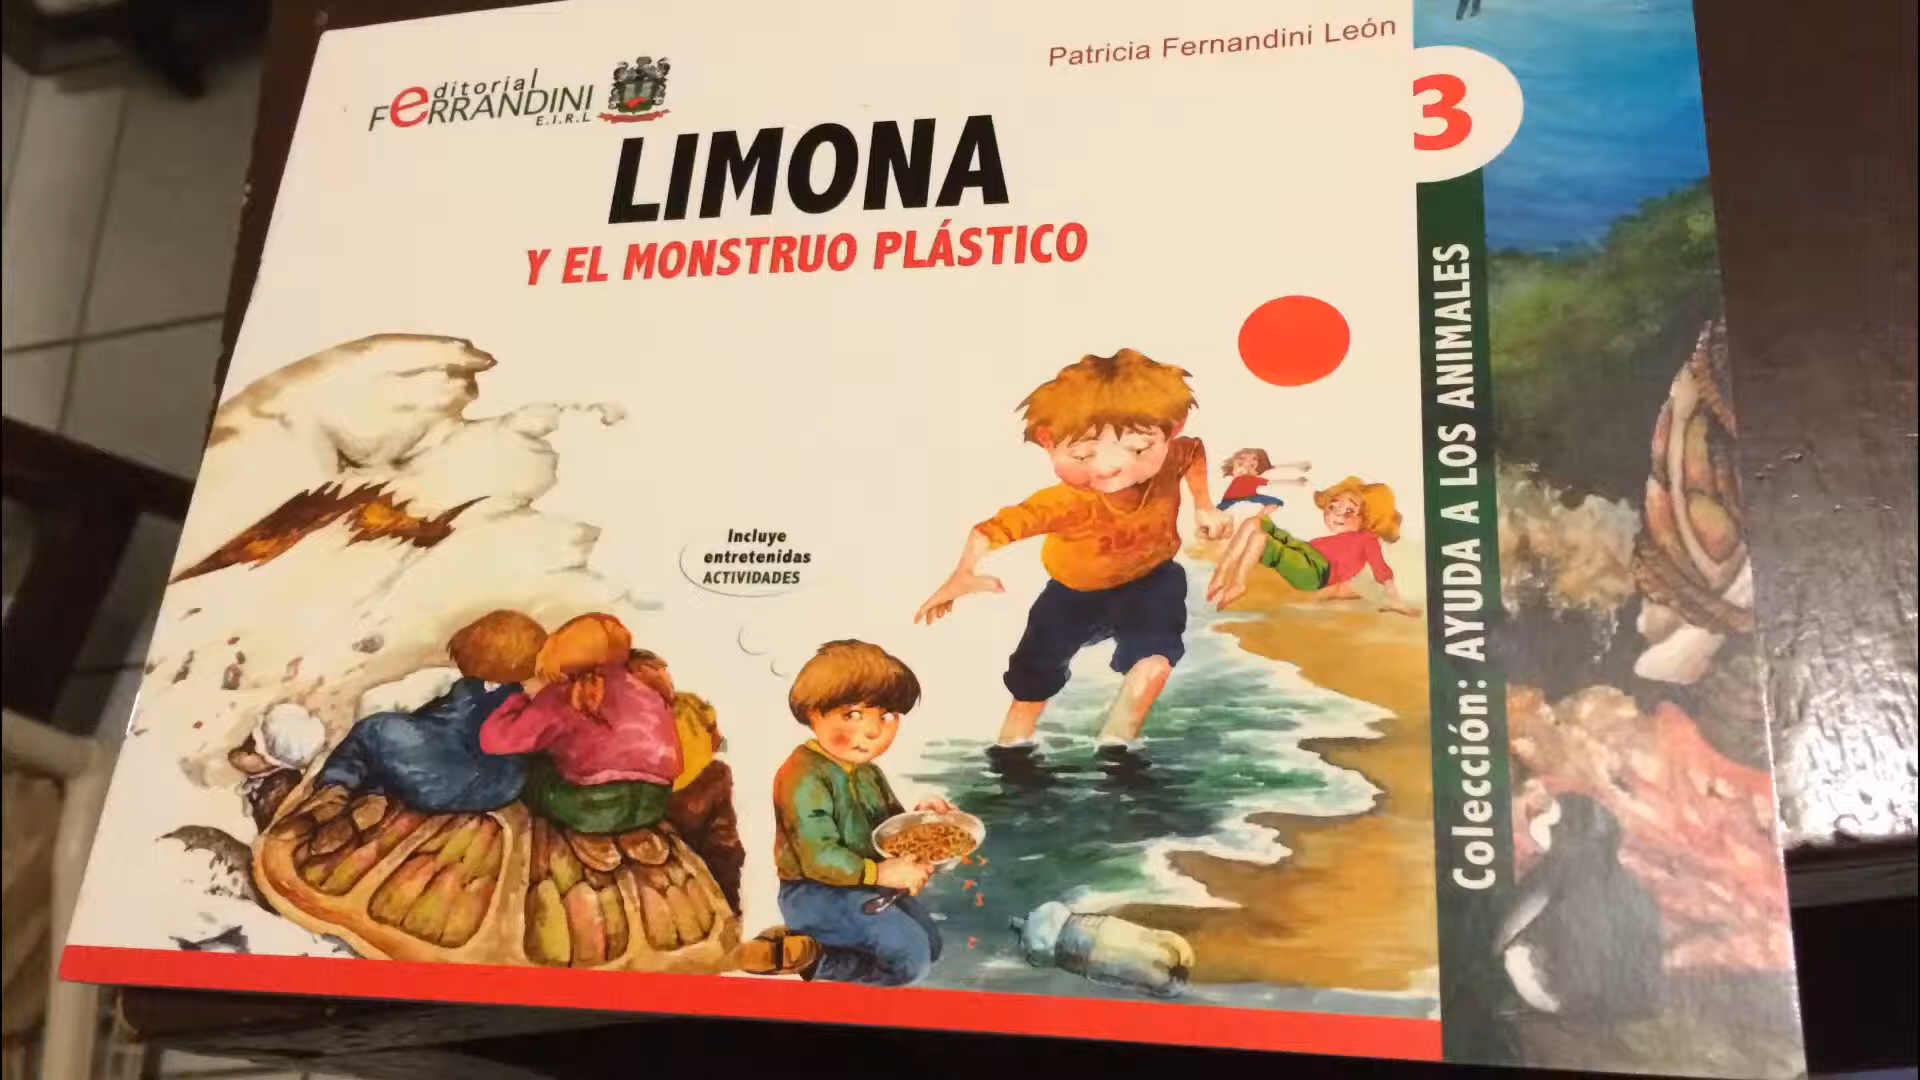 editorial
FERRANDINI
E.I.R.L
Patricia Fernandini León
LIMONA
Y EL MONSTRUO PLÁSTICO
Incluye
entretenidas
ACTIVIDADES
3
Colección: AYUDA A LOS ANIMALES